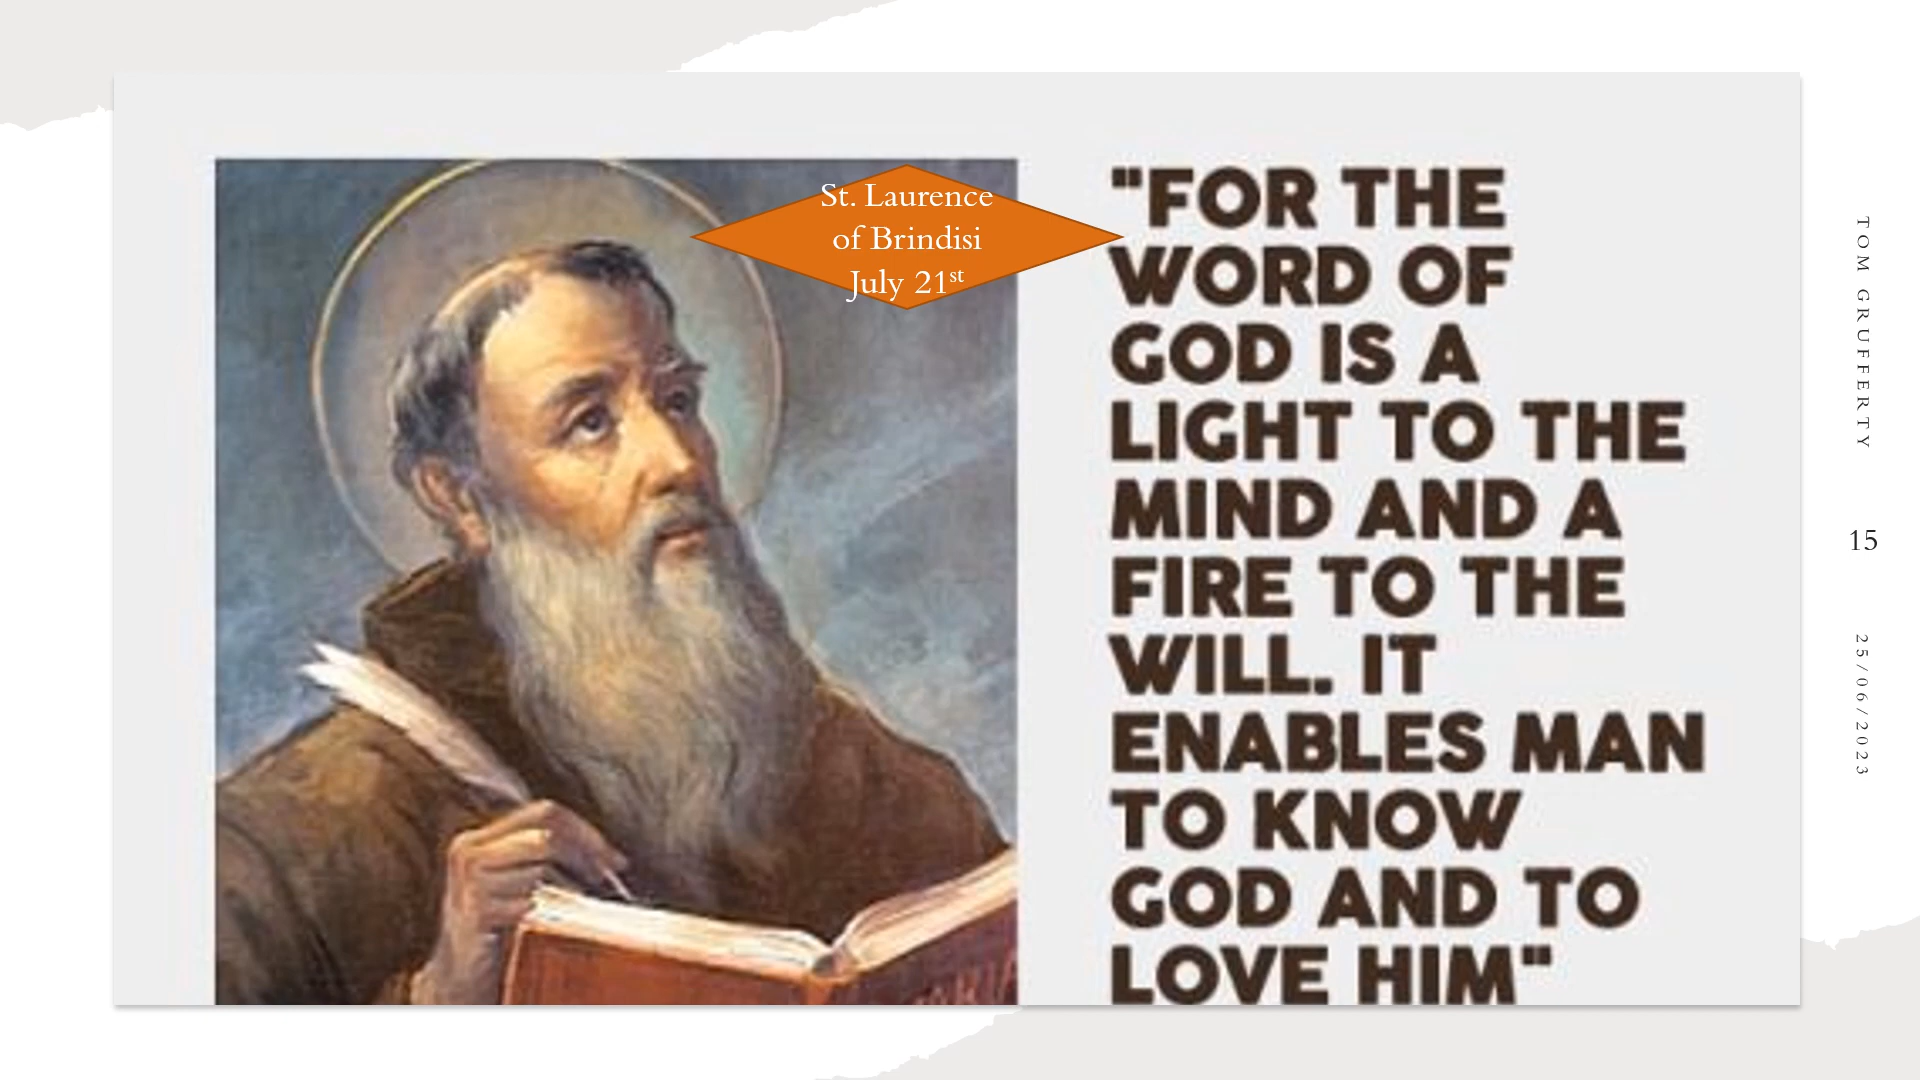 St. Laurence
of Brindisi
July 21st
"FOR THE
WORD OF
GOD IS A
LIGHT TO THE
MIND AND A
FIRE TO THE
WILL. IT
ENABLES MAN
TO KNOW
GOD AND TO
LOVE HIM"
TOM GRUFFERTY
15
25/06/2023